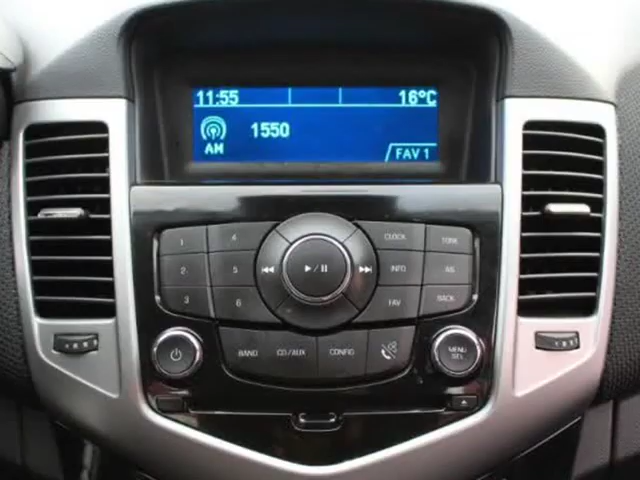 11:55 16°C
1550
AM
FAV 1
1 4 CLOCK TONE
2 5 INFO AS
3 6 FAV BACK
BAND CD/AUX CONFIG MENU
SEL